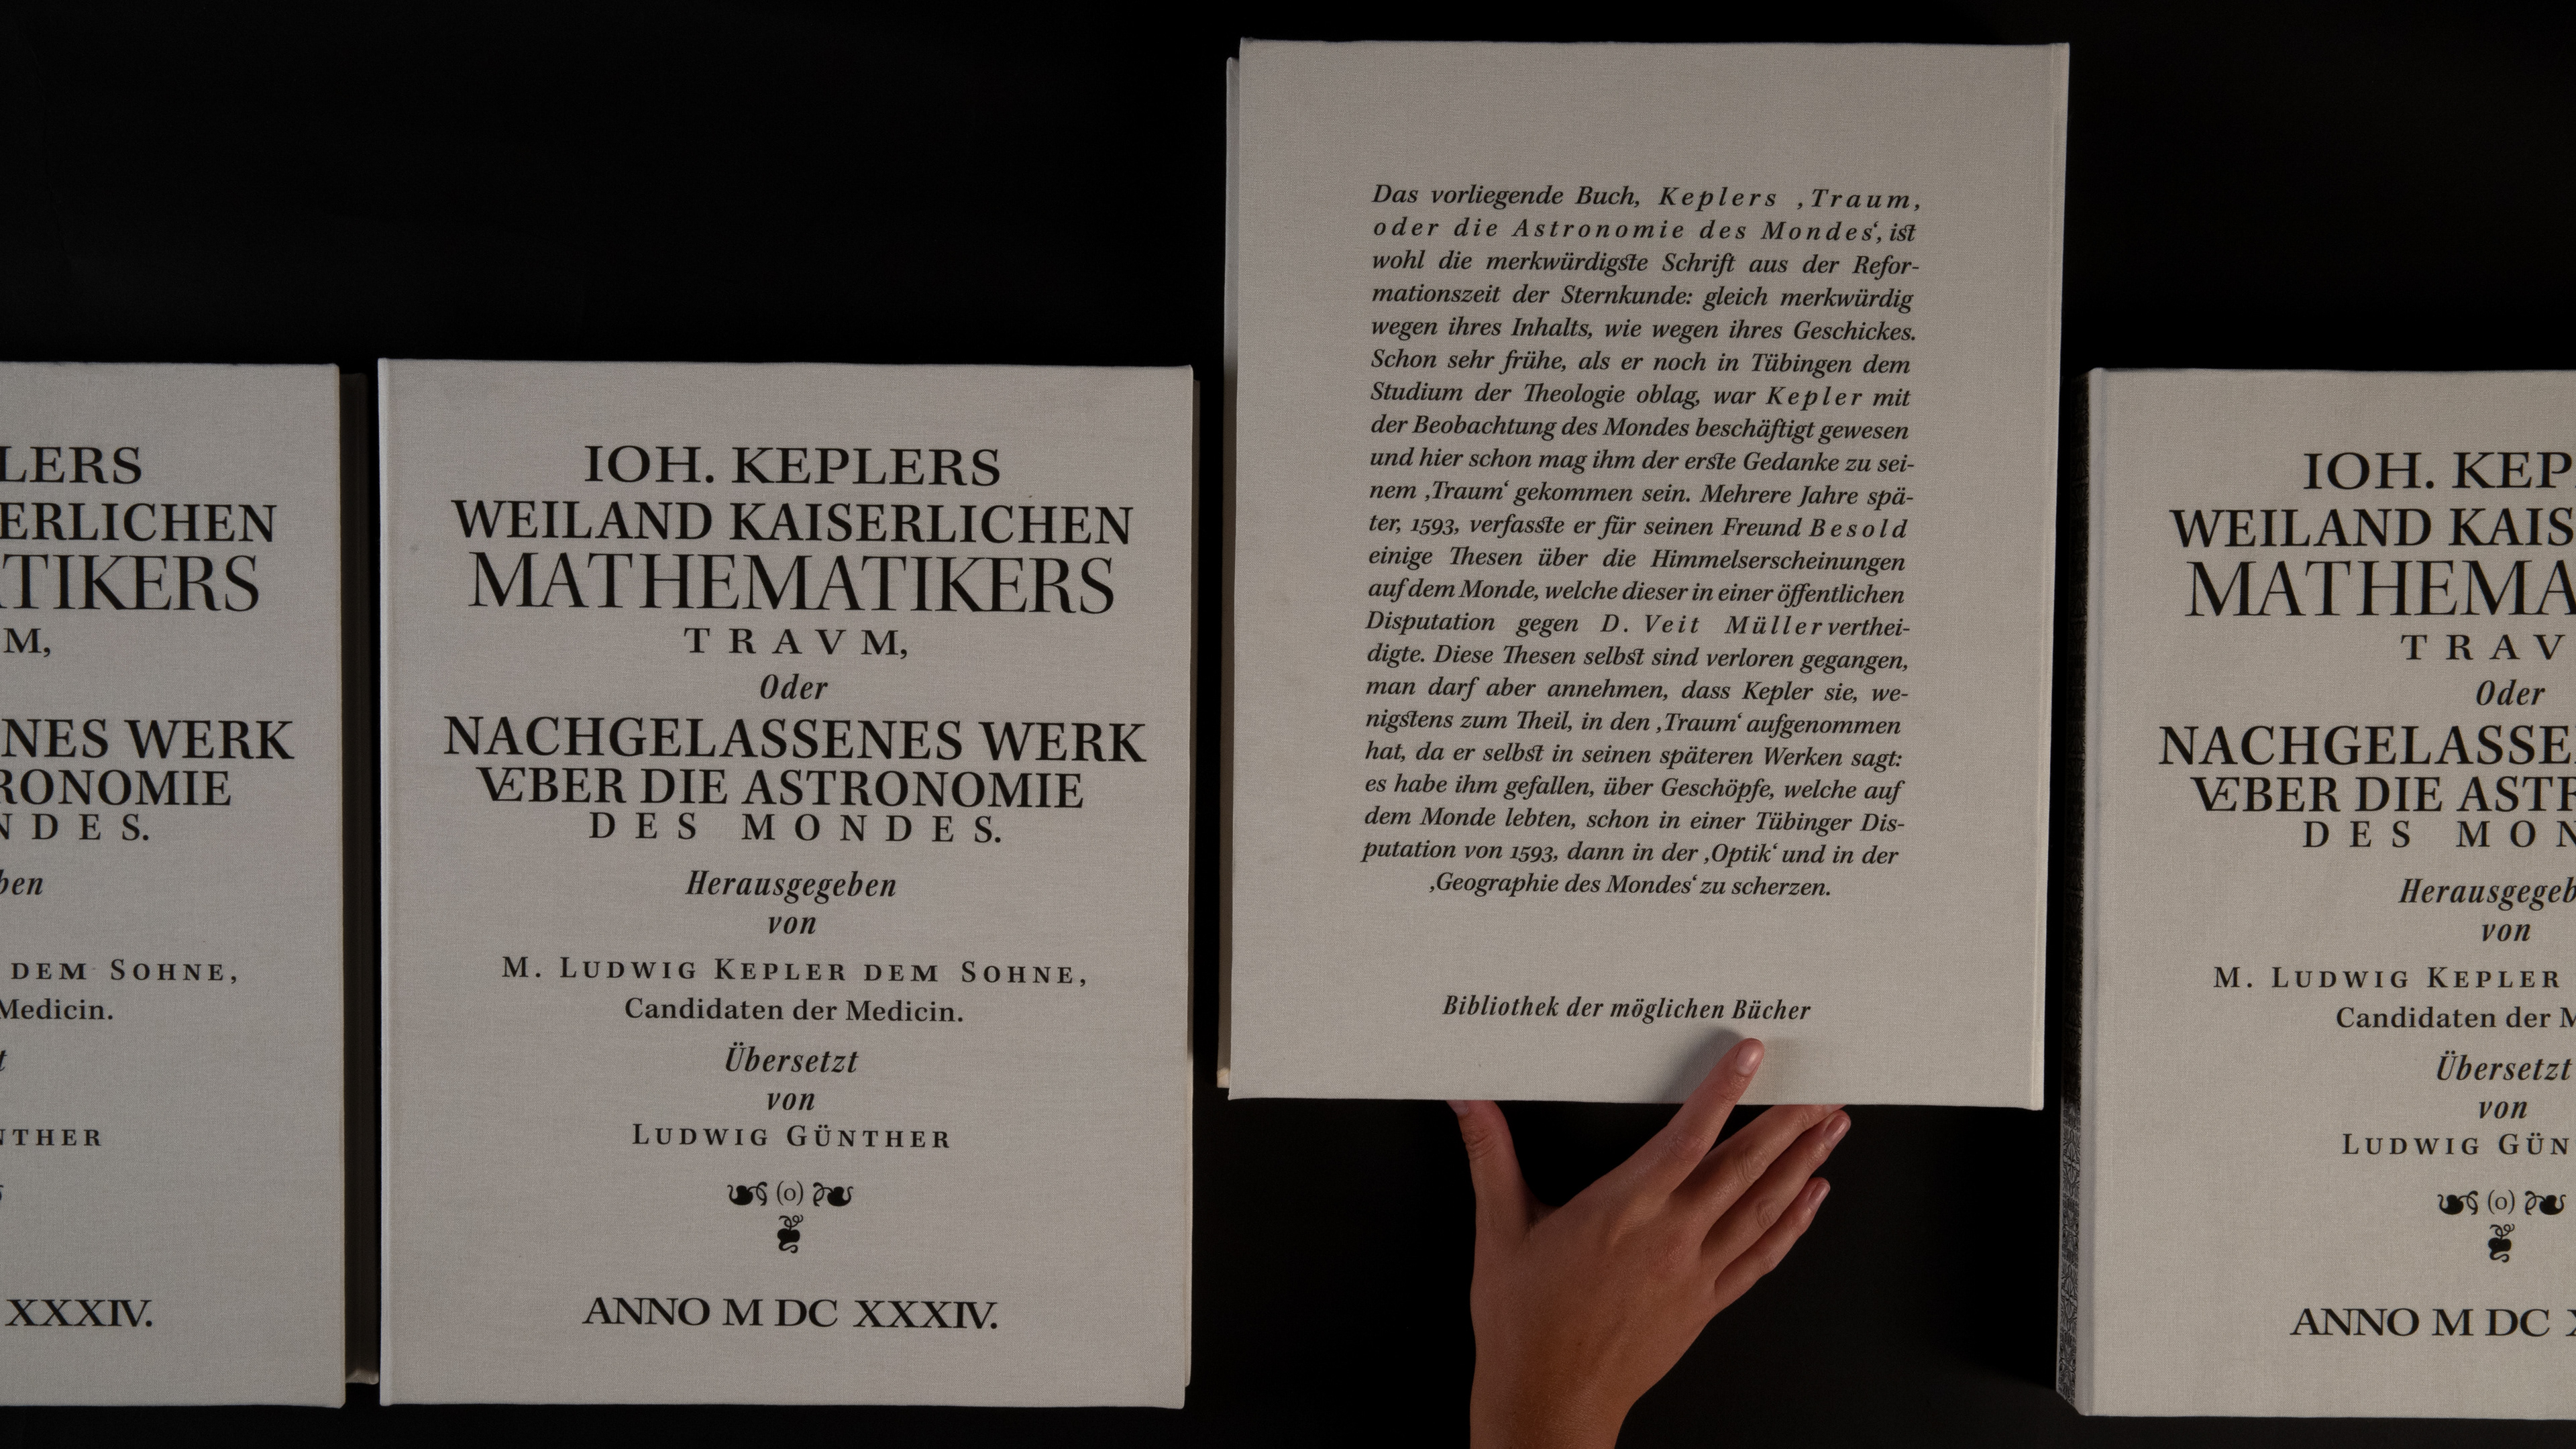 LERS
ERLICHEN
TIKERS
M,
NES WERK
RONOMIE
N D E S.
ben
DEM SOHNE,
Medicin.
t
NTHER
XXXIV.
IOH. KEPLERS
WEILAND KAISERLICHEN
MATHEMATIKERS
T R A V M,
Oder
NACHGELASSENES WERK
VEBER DIE ASTRONOMIE
D E S M O N D E S.
Herausgegeben
von
M. LUDWIG KEPLER DEM SOHNE,
Candidaten der Medicin.
Übersetzt
von
LUDWIG GÜNTHER
(o)
ANNO M DC XXXIV.
Das vorliegende Buch, Keplers ‚Traum,
oder die Astronomie des Mondes‘, ist
wohl die merkwürdigste Schrift aus der Refor-
mationszeit der Sternkunde: gleich merkwürdig
wegen ihres Inhalts, wie wegen ihres Geschickes.
Schon sehr frühe, als er noch in Tübingen dem
Studium der Theologie oblag, war Kepler mit
der Beobachtung des Mondes beschäftigt gewesen
und hier schon mag ihm der erste Gedanke zu sei-
nem ‚Traum‘ gekommen sein. Mehrere Jahre spä-
ter, 1593, verfasste er für seinen Freund Besold
einige Thesen über die Himmelserscheinungen
auf dem Monde, welche dieser in einer öffentlichen
Disputation gegen D. Veit Müller verthei-
digte. Diese Thesen selbst sind verloren gegangen,
man darf aber annehmen, dass Kepler sie, we-
nigstens zum Theil, in den ‚Traum‘ aufgenommen
hat, da er selbst in seinen späteren Werken sagt:
es habe ihm gefallen, über Geschöpfe, welche auf
dem Monde lebten, schon in einer Tübinger Dis-
putation von 1593, dann in der ‚Optik‘ und in der
‚Geographie des Mondes‘ zu scherzen.
Bibliothek der möglichen Bücher
IOH. KEP
WEILAND KAIS
MATHEMA
T R A V
Oder
NACHGELASSE
VEBER DIE ASTR
D E S M O N
Herausgegeb
von
M. LUDWIG KEPLER
Candidaten der M
Übersetzt
von
LUDWIG GÜN
(o)
ANNO M DC